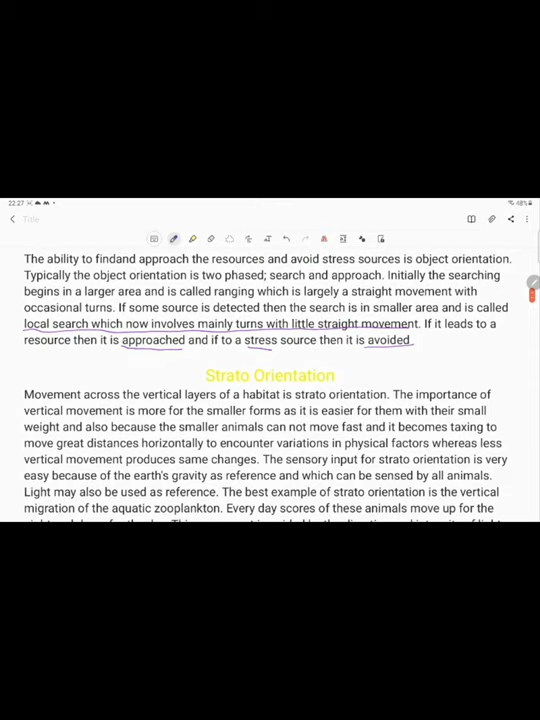 22:27
48%
Title
The ability to findand approach the resources and avoid stress sources is object orientation.
Typically the object orientation is two phased; search and approach. Initially the searching
begins in a larger area and is called ranging which is largely a straight movement with
occasional turns. If some source is detected then the search is in smaller area and is called
local search which now involves mainly turns with little straight movement. If it leads to a
resource then it is approached and if to a stress source then it is avoided
Strato Orientation
Movement across the vertical layers of a habitat is strato orientation. The importance of
vertical movement is more for the smaller forms as it is easier for them with their small
weight and also because the smaller animals can not move fast and it becomes taxing to
move great distances horizontally to encounter variations in physical factors whereas less
vertical movement produces same changes. The sensory input for strato orientation is very
easy because of the earth's gravity as reference and which can be sensed by all animals.
Light may also be used as reference. The best example of strato orientation is the vertical
migration of the aquatic zooplankton. Every day scores of these animals move up for the